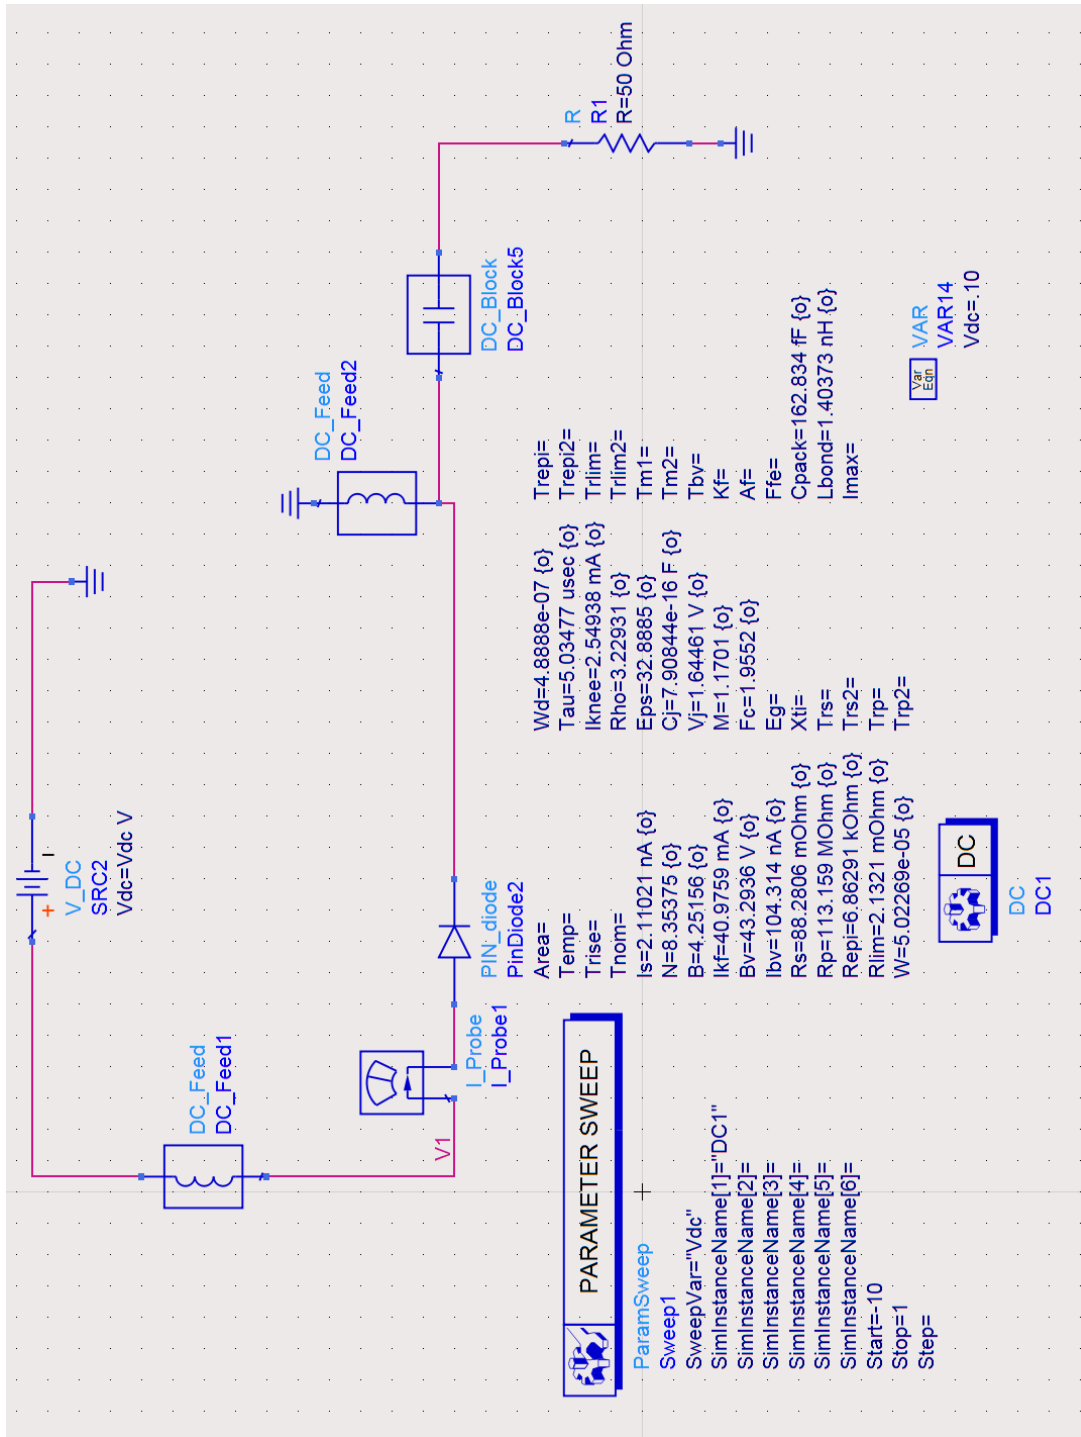 +
-
V_DC
SRC2
Vdc=Vdc V
DC_Feed
DC_Feed1
V1
I_Probe
I_Probe1
PIN_diode
PinDiode2
Area=
Temp=
Trise=
Tnom=
Is=2.11021 nA {o}
N=8.35375 {o}
B=4.25156 {o}
Ikf=40.9759 mA {o}
Bv=43.2936 V {o}
Ibv=104.314 nA {o}
Rs=88.2806 mOhm {o}
Rp=113.159 MOhm {o}
Repi=6.86291 kOhm {o}
Rlim=2.1321 mOhm {o}
W=5.02269e-05 {o}
Wd=4.8888e-07 {o}
Tau=5.03477 usec {o}
Iknee=2.54938 mA {o}
Rho=3.22931 {o}
Eps=32.8885 {o}
Cj=7.90844e-16 F {o}
Vj=1.64461 V {o}
M=1.1701 {o}
Fc=1.9552 {o}
Eg=
Xti=
Trs=
Trs2=
Trp=
Trp2=
Trepi=
Trepi2=
Trlim=
Trlim2=
Tm1=
Tm2=
Tbv=
Kf=
Af=
Ffe=
Cpack=162.834 fF {o}
Lbond=1.40373 nH {o}
Imax=
DC_Feed
DC_Feed2
DC_Block
DC_Block5
R
R1
R=50 Ohm
PARAMETER SWEEP
ParamSweep
Sweep1
SweepVar="Vdc"
SimInstanceName[1]="DC1"
SimInstanceName[2]=
SimInstanceName[3]=
SimInstanceName[4]=
SimInstanceName[5]=
SimInstanceName[6]=
Start=-10
Stop=1
Step=
DC
DC
DC1
Var
Eqn
VAR
VAR14
Vdc=.10